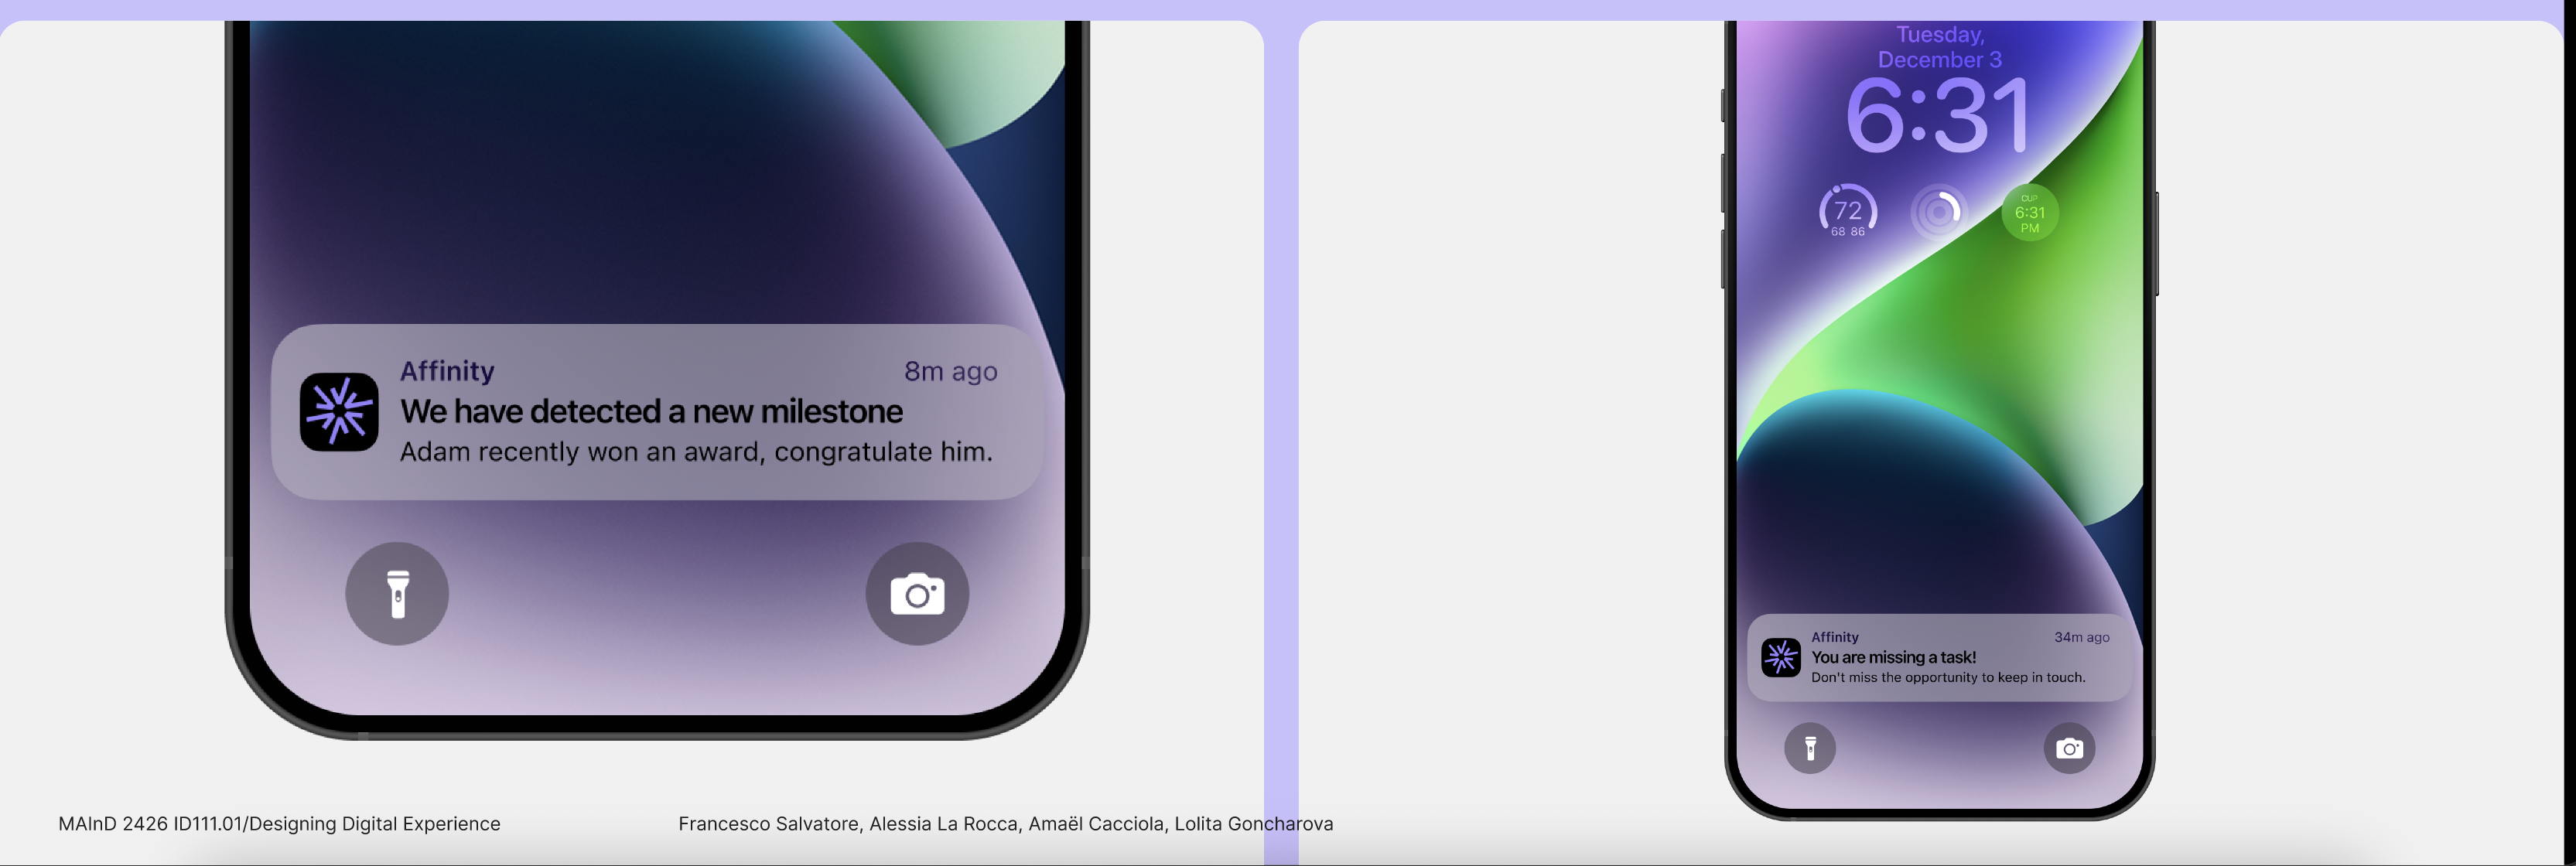 Affinity
8m ago
We have detected a new milestone
Adam recently won an award, congratulate him.
MAInD 2426 ID111.01/Designing Digital Experience
Francesco Salvatore, Alessia La Rocca, Amaël Cacciola, Lolita Goncharova
Tuesday,
December 3
6:31
72
68 86
CUP
6:31
PM
Affinity
34m ago
You are missing a task!
Don't miss the opportunity to keep in touch.